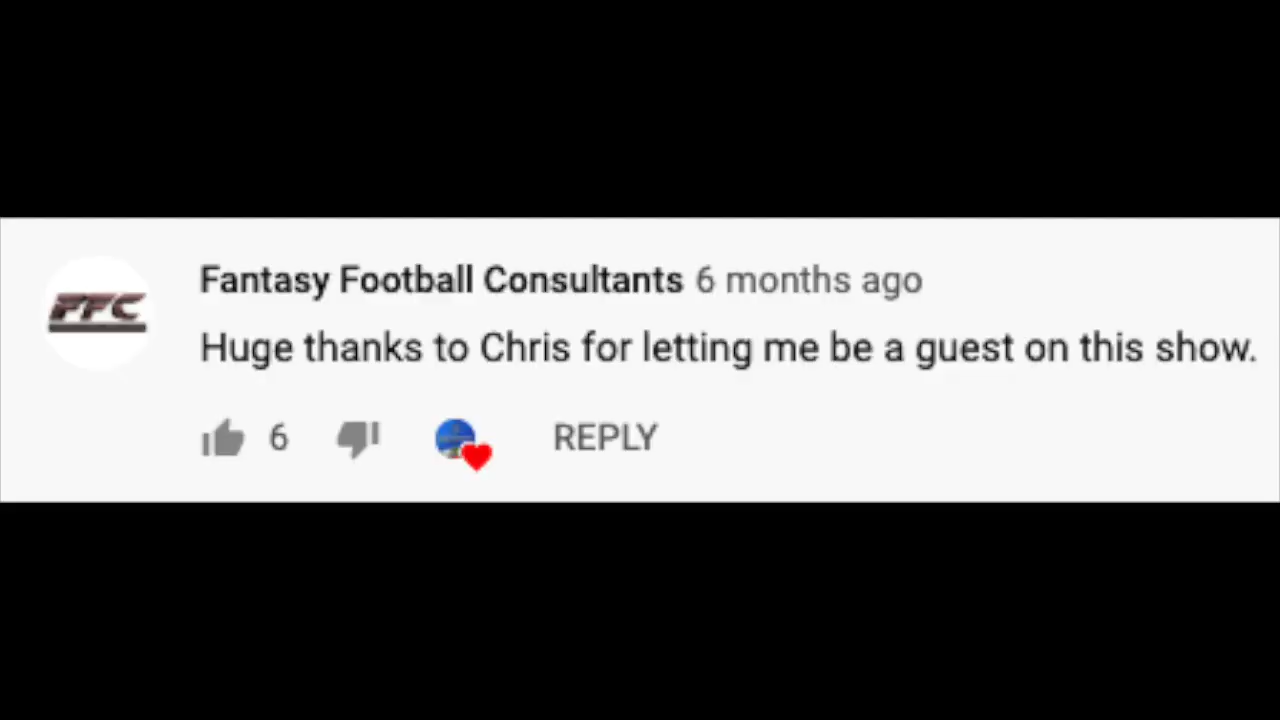 FFC
Fantasy Football Consultants 6 months ago
Huge thanks to Chris for letting me be a guest on this show.
6 REPLY